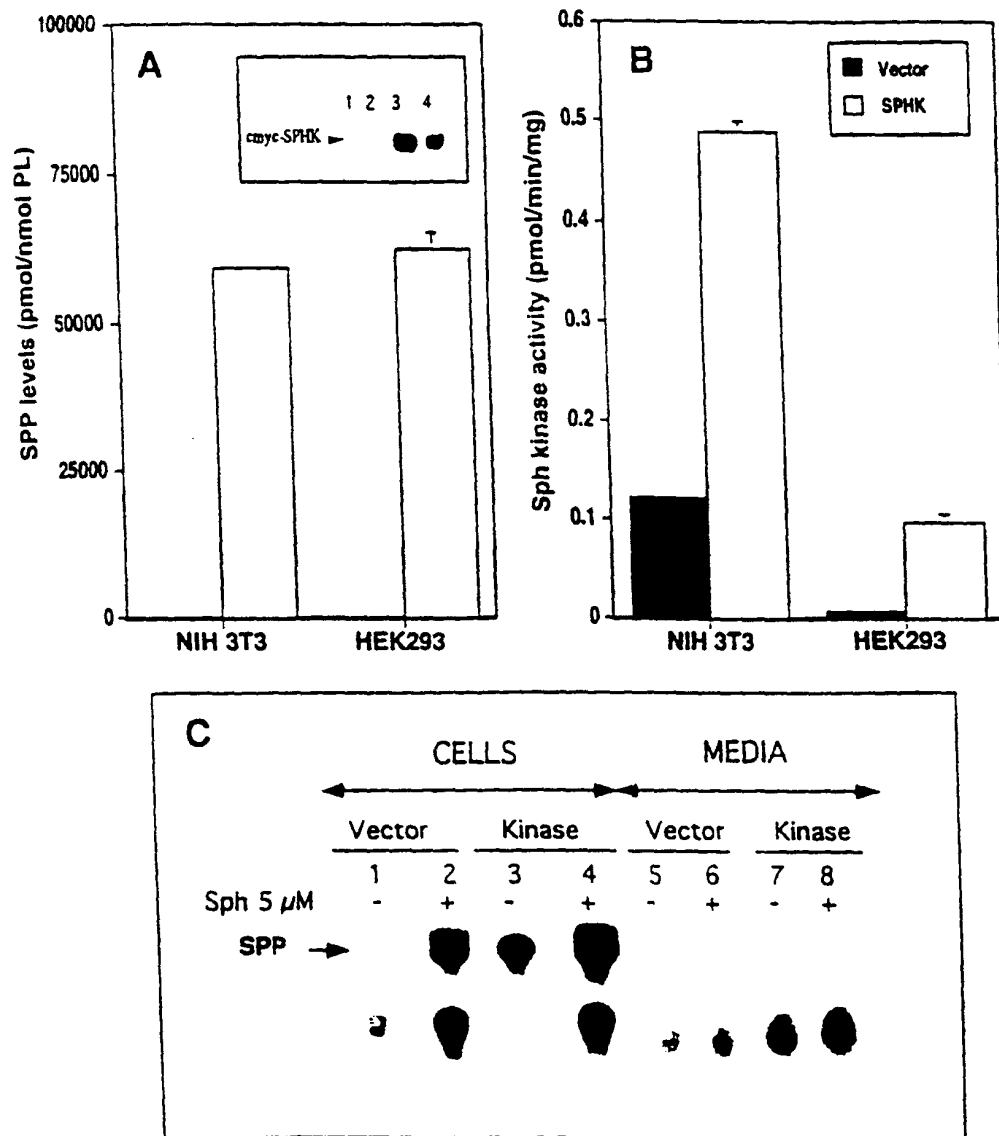 A
SPP levels (pmol/nmol PL)
100000
75000
50000
25000
0
1 2 3 4
cmyc-SPHK
NIH 3T3 HEK293
B
Sph kinase activity (pmol/min/mg)
0.6
0.5
0.4
0.3
0.2
0.1
0
Vector
SPHK
NIH 3T3 HEK293
C
CELLS MEDIA
Vector Kinase Vector Kinase
1 2 3 4 5 6 7 8
Sph 5 µM - + - + - + - +
SPP